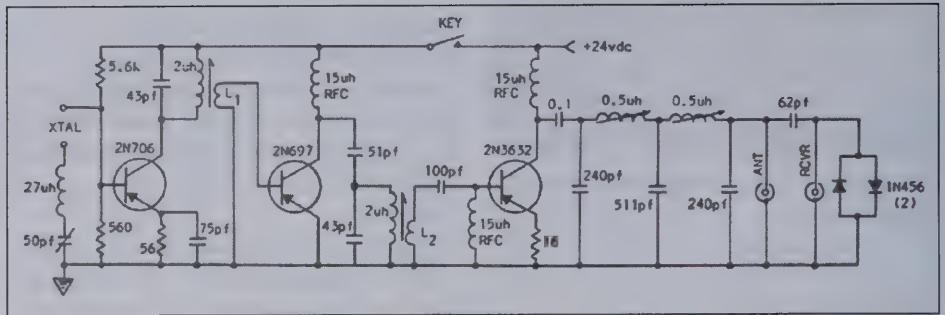 KEY
+24vdc
5.6k
2uh
43pf
L1
15uh
RFC
15uh
RFC
0.1
0.5uh
0.5uh
62pf
XTAL
2N706
2N697
51pf
100pf
2N3632
ANT
RCVR
1N456
(2)
27uh
240pf
511pf
240pf
50pf
560
56
75pf
43pf
2uh
L2
15uh
RFC